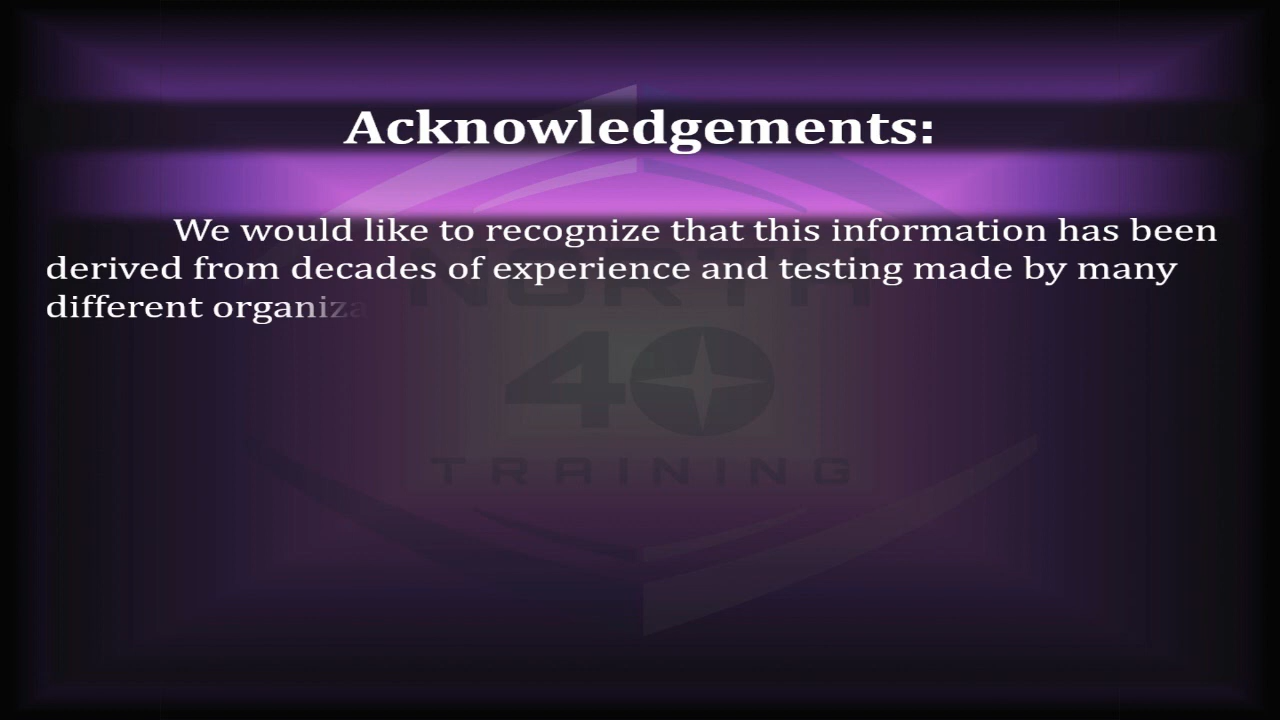 Acknowledgements:
We would like to recognize that this information has been
derived from decades of experience and testing made by many
different organiza
NORTH
40
TRAINING